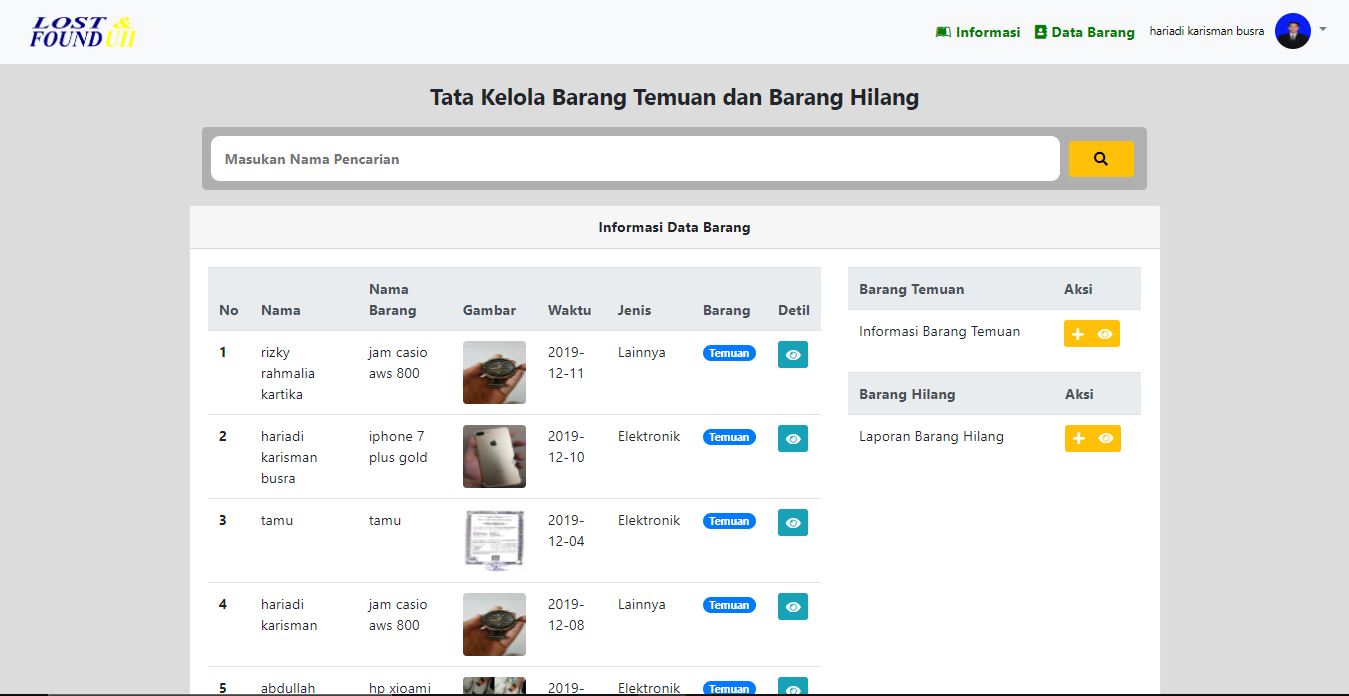 LOST &
FOUND UII
Informasi
Data Barang
hariadi karisman busra
Tata Kelola Barang Temuan dan Barang Hilang
Masukan Nama Pencarian
Informasi Data Barang
No Nama Nama Barang Gambar Waktu Jenis Barang Detil
1 rizky rahmalia kartika jam casio aws 800 2019-12-11 Lainnya Temuan
2 hariadi karisman busra iphone 7 plus gold 2019-12-10 Elektronik Temuan
3 tamu tamu 2019-12-04 Elektronik Temuan
4 hariadi karisman jam casio aws 800 2019-12-08 Lainnya Temuan
5 abdullah hp xioami 2019- Elektronik Temuan
Barang Temuan Aksi
Informasi Barang Temuan
Barang Hilang Aksi
Laporan Barang Hilang